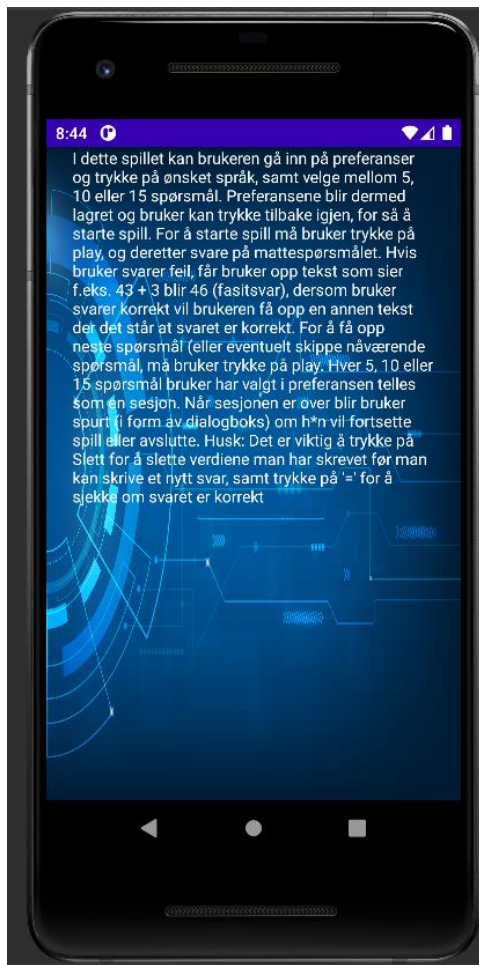 8:44
I dette spillet kan brukeren gå inn på preferanser
og trykke på ønsket språk, samt velge mellom 5,
10 eller 15 spørsmål. Preferansene blir dermed
lagret og bruker kan trykke tilbake igjen, for så å
starte spill. For å starte spill må bruker trykke på
play, og deretter svare på mattespørsmålet. Hvis
bruker svarer feil, får bruker opp tekst som sier
f.eks. 43 + 3 blir 46 (fasitsvar), dersom bruker
svarer korrekt vil brukeren få opp en annen tekst
der det står at svaret er korrekt. For å få opp
neste spørsmål (eller eventuelt skippe nåværende
spørsmål, må bruker trykke på play. Hver 5, 10 eller
15 spørsmål bruker har valgt i preferansen telles
som en sesjon. Når sesjonen er over blir bruker
spurt (i form av dialogboks) om h*n vil fortsette
spill eller avslutte. Husk: Det er viktig å trykke på
Slett for å slette verdiene man har skrevet før man
kan skrive et nytt svar, samt trykke på '=' for å
sjekke om svaret er korrekt